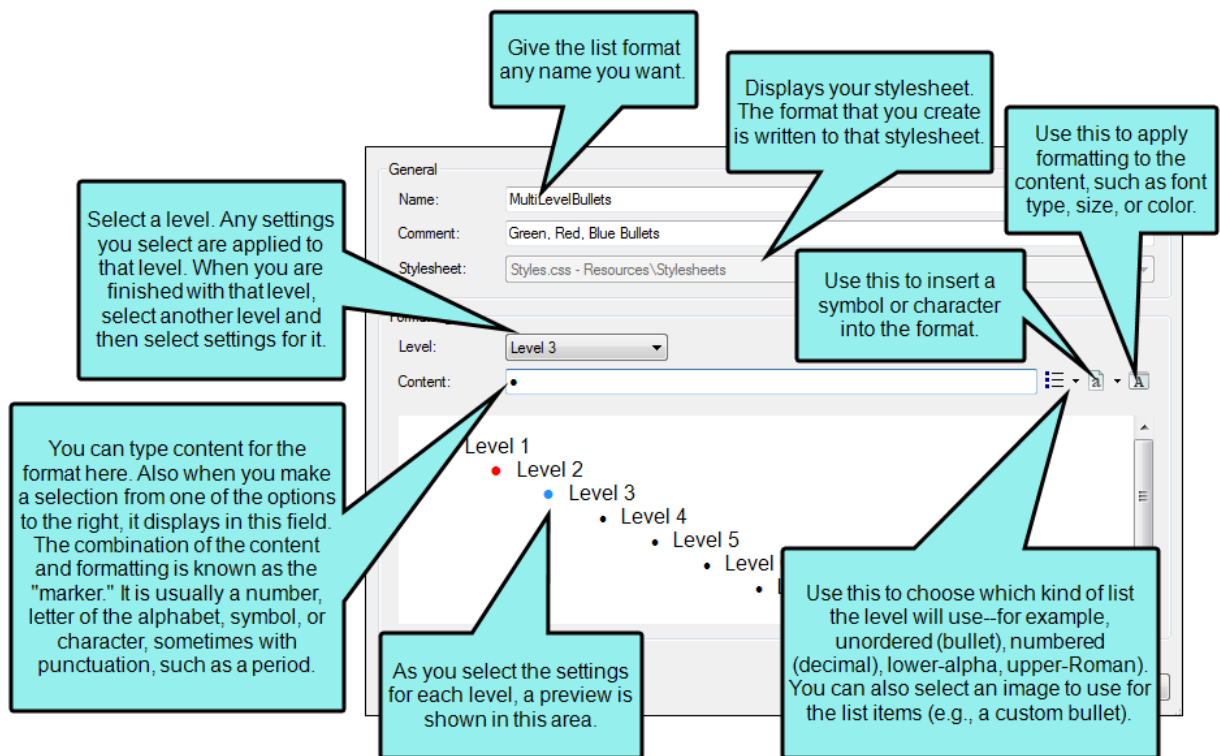 Give the list format
any name you want.
Displays your stylesheet.
The format that you create
is written to that stylesheet.
Use this to apply
formatting to the
content, such as font
type, size, or color.
Select a level. Any settings
you select are applied to
that level. When you are
finished with that level,
select another level and
then select settings for it.
General
Name:
MultiLevelBullets
Comment:
Green, Red, Blue Bullets
Stylesheet:
Styles.css - Resources\Stylesheets
Use this to insert a
symbol or character
into the format.
Level:
Level 3
Content:
•
a
A
You can type content for the
format here. Also when you make
a selection from one of the options
to the right, it displays in this field.
The combination of the content
and formatting is known as the
"marker." It is usually a number,
letter of the alphabet, symbol, or
character, sometimes with
punctuation, such as a period.
Level 1
• Level 2
• Level 3
• Level 4
• Level 5
• Level
As you select the settings
for each level, a preview is
shown in this area.
Use this to choose which kind of list
the level will use--for example,
unordered (bullet), numbered
(decimal), lower-alpha, upper-Roman).
You can also select an image to use for
the list items (e.g., a custom bullet).